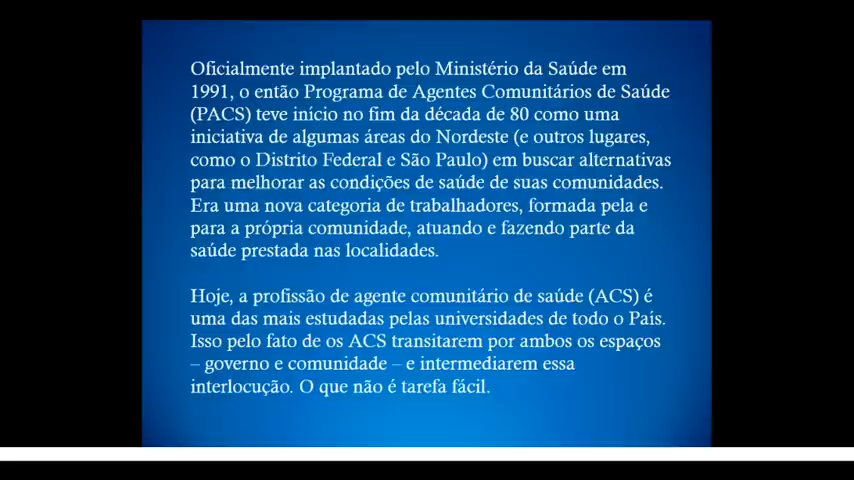 Oficialmente implantado pelo Ministério da Saúde em
1991, o então Programa de Agentes Comunitários de Saúde
(PACS) teve início no fim da década de 80 como uma
iniciativa de algumas áreas do Nordeste (e outros lugares,
como o Distrito Federal e São Paulo) em buscar alternativas
para melhorar as condições de saúde de suas comunidades.
Era uma nova categoria de trabalhadores, formada pela e
para a própria comunidade, atuando e fazendo parte da
saúde prestada nas localidades.
Hoje, a profissão de agente comunitário de saúde (ACS) é
uma das mais estudadas pelas universidades de todo o País.
Isso pelo fato de os ACS transitarem por ambos os espaços
– governo e comunidade – e intermediarem essa
interlocução. O que não é tarefa fácil.